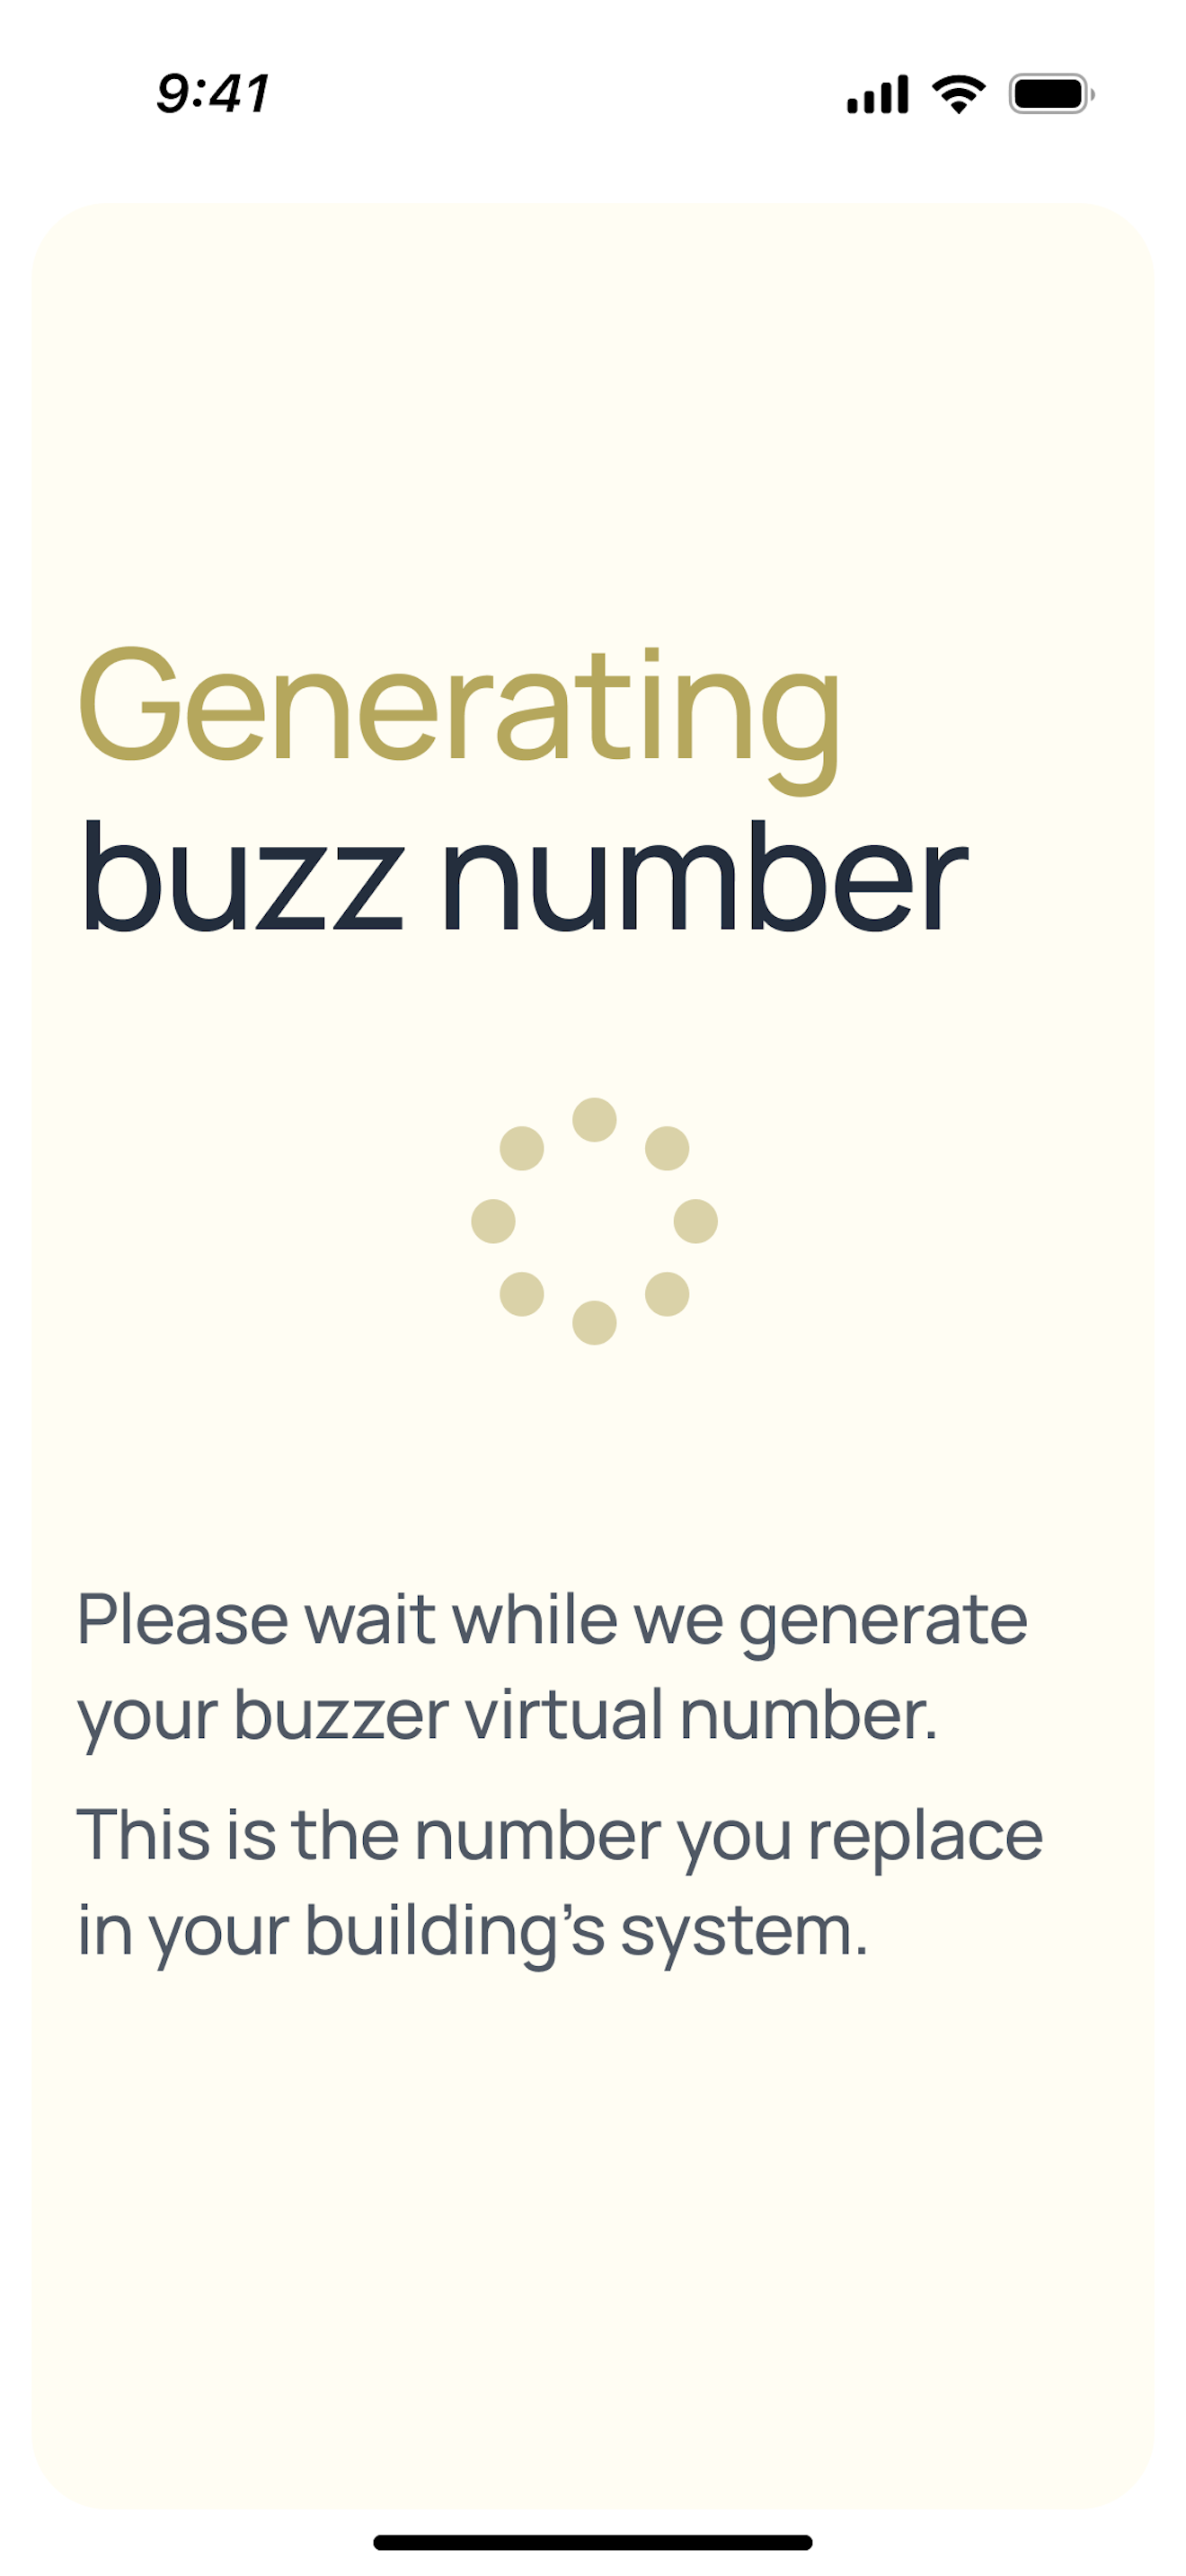 9:41
Generating
buzz number
Please wait while we generate
your buzzer virtual number.
This is the number you replace
in your building’s system.